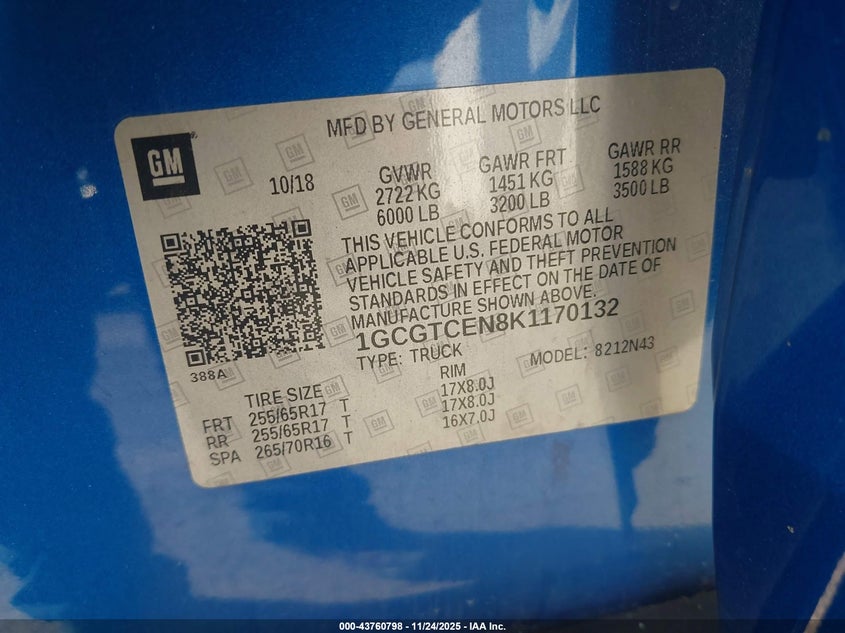 MFD BY GENERAL MOTORS LLC
GM
10/18
GVWR
2722 KG
6000 LB
GAWR FRT
1451 KG
3200 LB
GAWR RR
1588 KG
3500 LB
THIS VEHICLE CONFORMS TO ALL
APPLICABLE U.S. FEDERAL MOTOR
VEHICLE SAFETY AND THEFT PREVENTION
STANDARDS IN EFFECT ON THE DATE OF
MANUFACTURE SHOWN ABOVE.
1GCGTCEN8K1170132
TYPE: TRUCK MODEL: 8212N43
388A
TIRE SIZE RIM
FRT 255/65R17 T 17X8.0J
RR 255/65R17 T 17X8.0J
SPA 265/70R16 T 16X7.0J
000-43760798 - 11/24/2025 - IAA Inc.